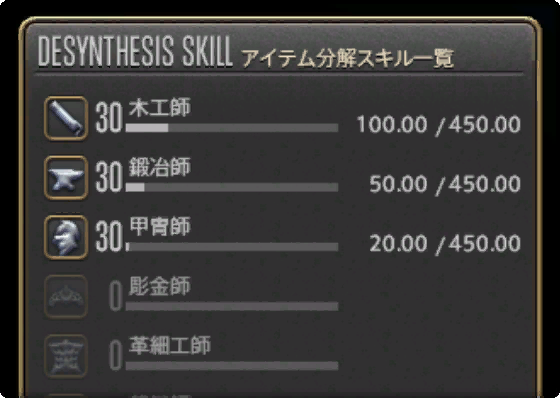 DESYNTHESIS SKILL アイテム分解スキル一覧
30 木工師 100.00 /450.00
30 鍛冶師 50.00 /450.00
30 甲冑師 20.00 /450.00
0 彫金師
0 革細工師